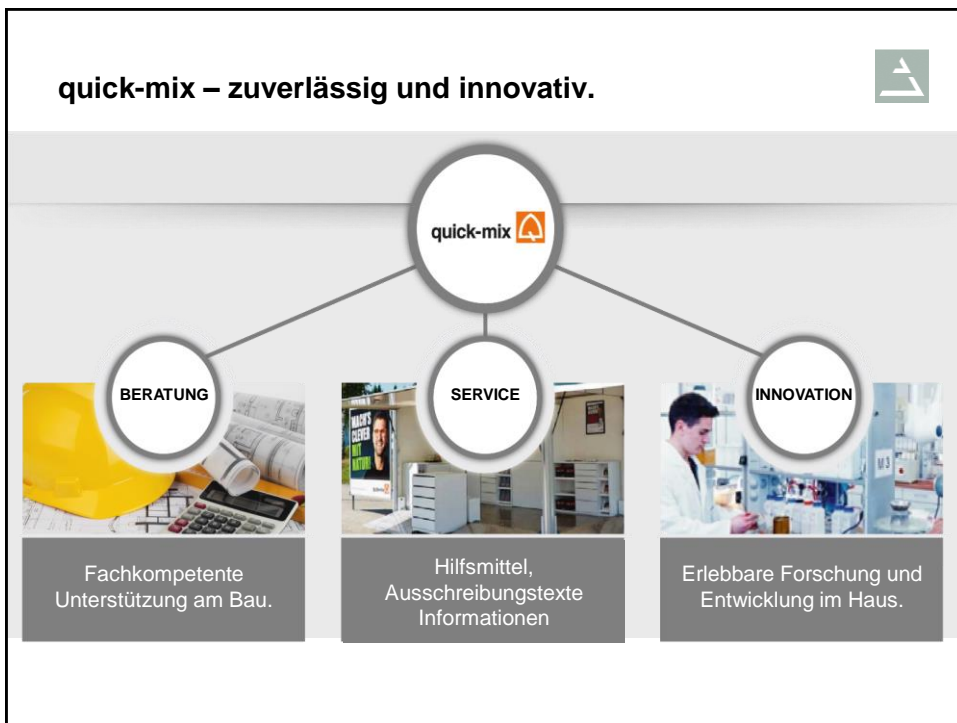 quick-mix – zuverlässig und innovativ.
quick-mix
BERATUNG
SERVICE
INNOVATION
MACH'S
CLEVER
MIT
NATUR!
M 3
Fachkompetente
Unterstützung am Bau.
Hilfsmittel,
Ausschreibungstexte
Informationen
Erlebbare Forschung und
Entwicklung im Haus.